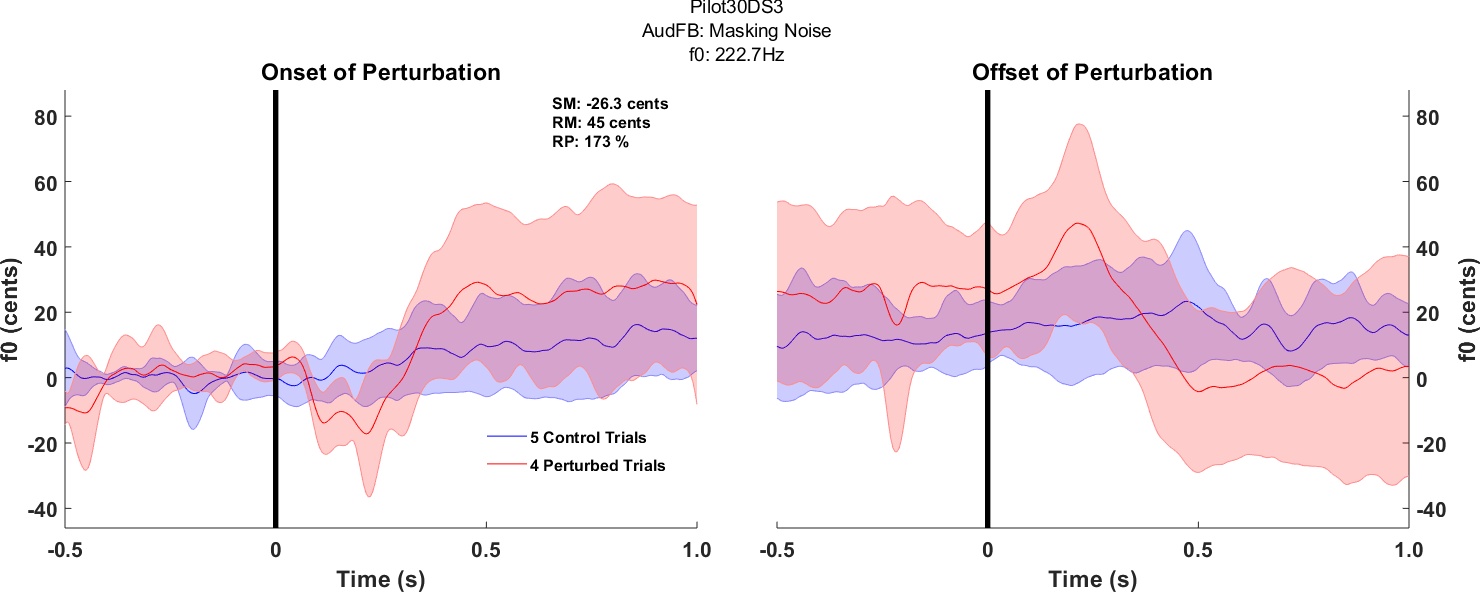 Pilot30DS3
AudFB: Masking Noise
f0: 222.7Hz
Onset of Perturbation
SM: -26.3 cents
RM: 45 cents
RP: 173 %
80
60
40
20
0
-20
-40
f0 (cents)
5 Control Trials
4 Perturbed Trials
-0.5
0
0.5
1.0
Time (s)
Offset of Perturbation
80
60
40
20
0
-20
-40
f0 (cents)
-0.5
0
0.5
1.0
Time (s)